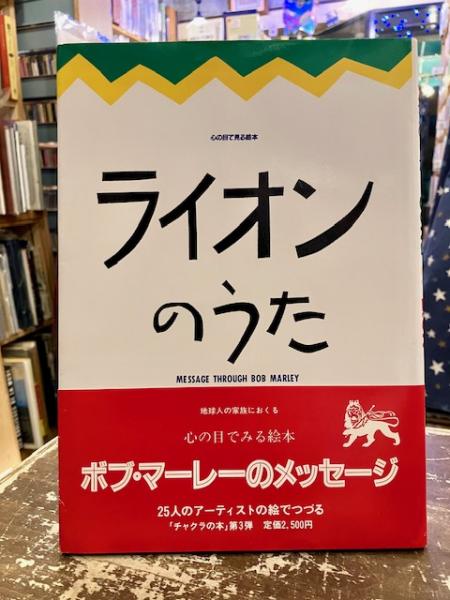 心の目で見る絵本
ライオン
のうた
MESSAGE THROUGH BOB MARLEY
地球人の家族におくる
心の目でみる絵本
ボブ・マーレーのメッセージ
25人のアーティストの絵でつづる
「チャクラの本」第3弾 定価2,500円